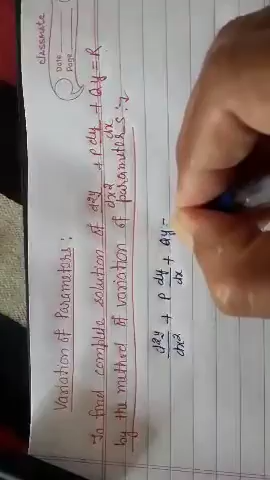 classmate
Date
Page
Variation of Parameters :
To find complete solution of d²y/dx² + P dy/dx + Qy = R
by the method of variation of parameters :-
d²y/dx² + P dy/dx + Qy =